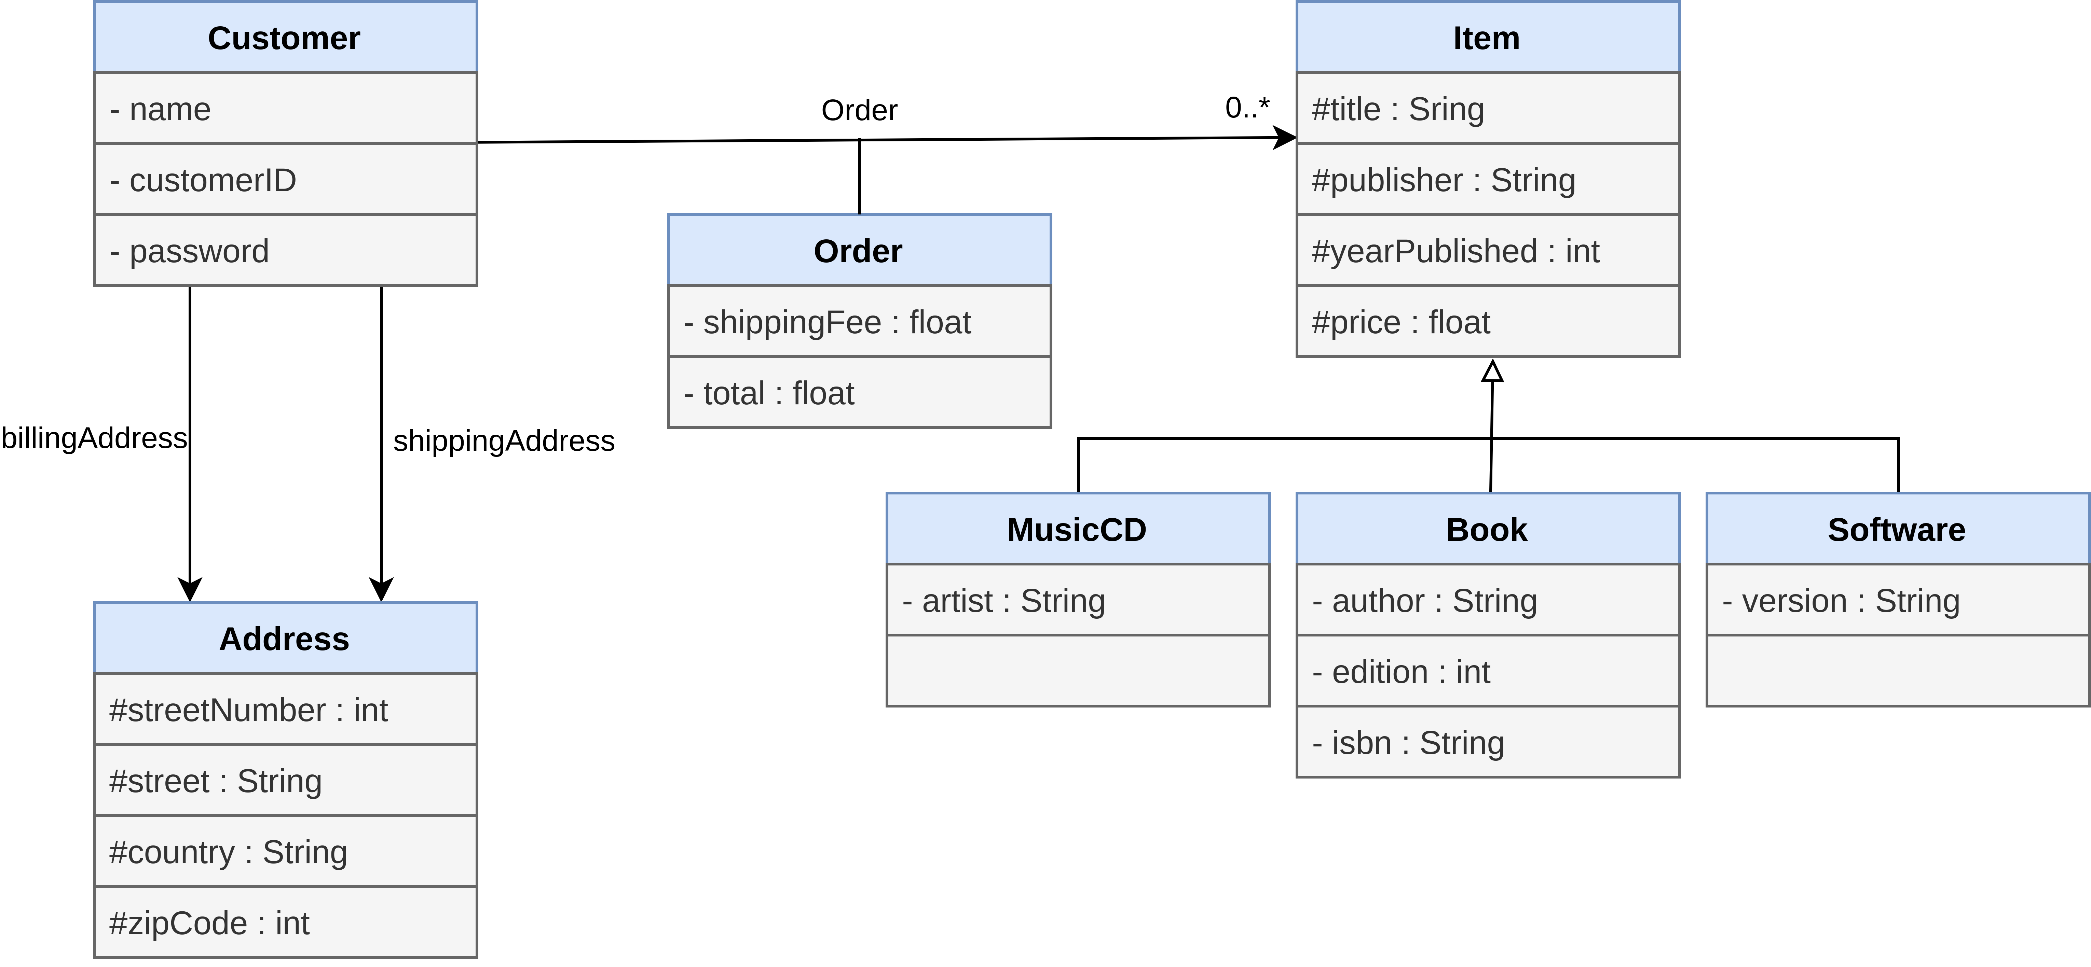 Customer
- name
- customerID
- password
Order
0..*
Item
#title : Sring
#publisher : String
#yearPublished : int
#price : float
Order
- shippingFee : float
- total : float
billingAddress
shippingAddress
MusicCD
- artist : String
Book
- author : String
- edition : int
- isbn : String
Software
- version : String
Address
#streetNumber : int
#street : String
#country : String
#zipCode : int